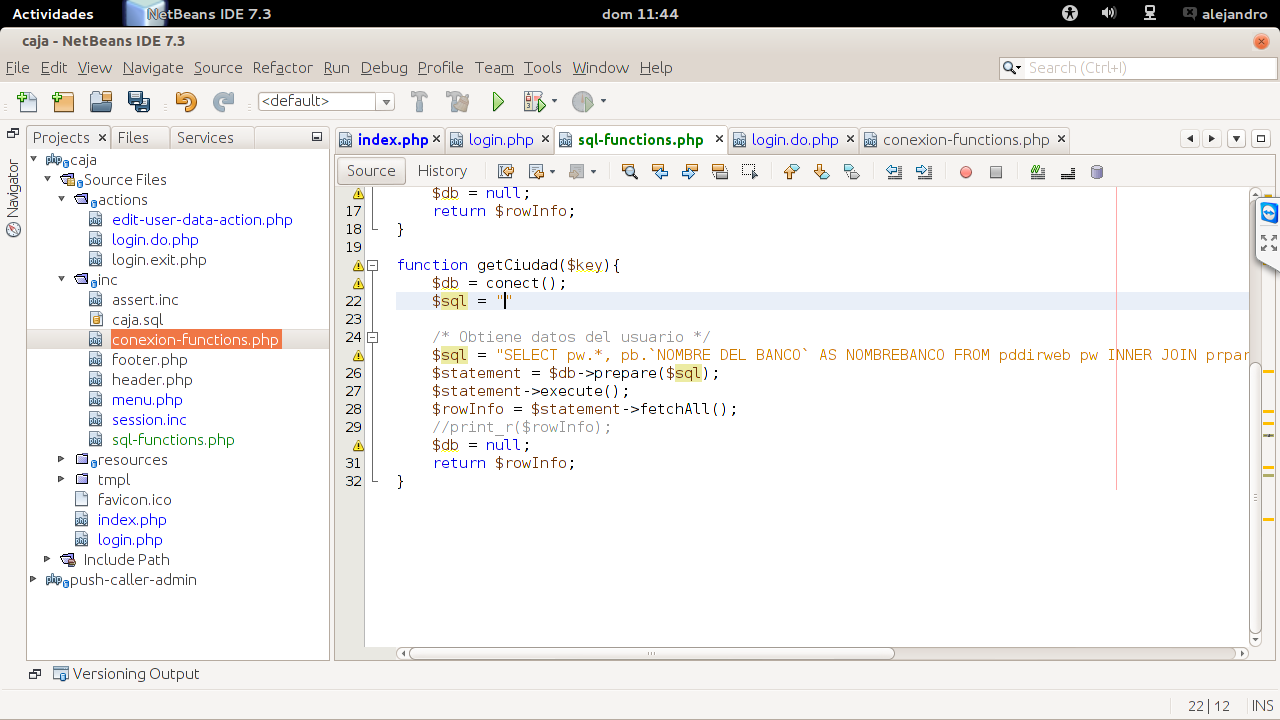 Actividades NetBeans IDE 7.3 dom 11:44 alejandro
caja - NetBeans IDE 7.3
File Edit View Navigate Source Refactor Run Debug Profile Team Tools Window Help Search (Ctrl+I)
<default>
Projects Files Services
index.php login.php sql-functions.php login.do.php conexion-functions.php
Source History
Navigator
caja
Source Files
actions
edit-user-data-action.php
login.do.php
login.exit.php
inc
assert.inc
caja.sql
conexion-functions.php
footer.php
header.php
menu.php
session.inc
sql-functions.php
resources
tmpl
favicon.ico
index.php
login.php
Include Path
push-caller-admin
$db = null;
17 return $rowInfo;
18 }
19
function getCiudad($key){
$db = conect();
22 $sql = ""
23
24 /* Obtiene datos del usuario */
$sql = "SELECT pw.*, pb.`NOMBRE DEL BANCO` AS NOMBREBANCO FROM pddirweb pw INNER JOIN prpar
26 $statement = $db->prepare($sql);
27 $statement->execute();
28 $rowInfo = $statement->fetchAll();
29 //print_r($rowInfo);
$db = null;
31 return $rowInfo;
32 }
Versioning Output
22|12 INS